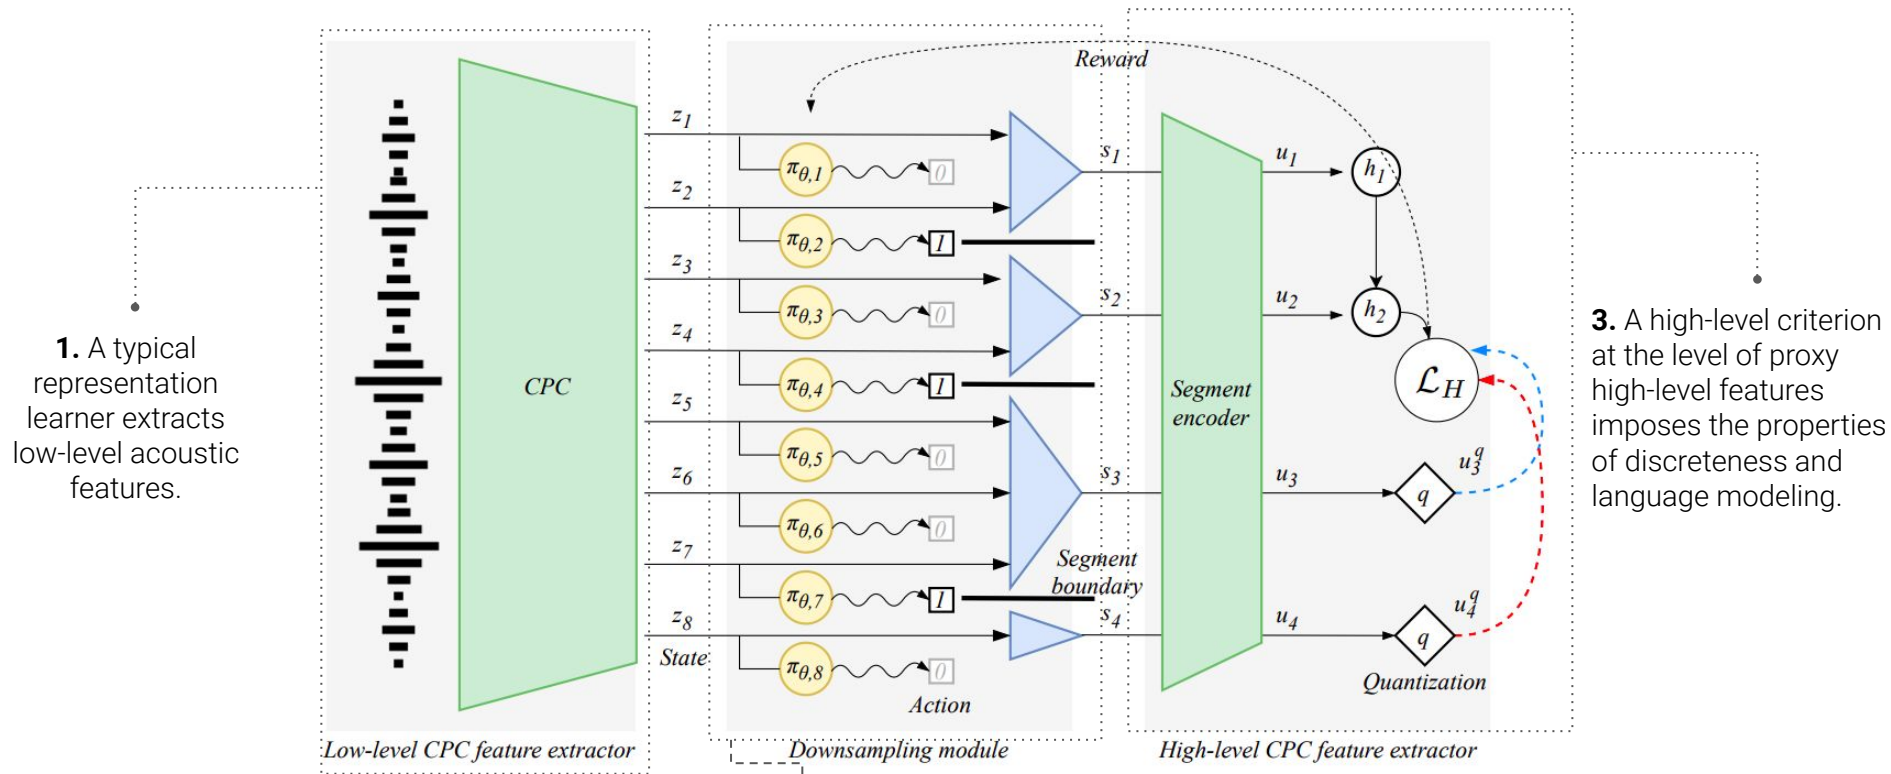 1. A typical
representation
learner extracts
low-level acoustic
features.
CPC
Low-level CPC feature extractor
z1
z2
z3
z4
z5
z6
z7
z8
State
πθ,1
0
πθ,2
1
πθ,3
0
πθ,4
1
πθ,5
0
πθ,6
0
πθ,7
1
πθ,8
0
Action
Segment
boundary
Downsampling module
Reward
s1
s2
s3
s4
Segment
encoder
u1
u2
u3
u4
h1
h2
ℒH
q
u3^q
q
u4^q
Quantization
High-level CPC feature extractor
3. A high-level criterion
at the level of proxy
high-level features
imposes the properties
of discreteness and
language modeling.